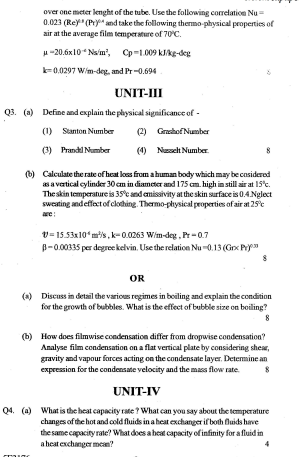 over one meter lenght of the tube. Use the following correlation Nu =
0.023 (Re)⁰·⁸ (Pr)⁰·⁴ and take the following thermo-physical properties of
air at the average film temperature of 70°C.
μ =20.6x10⁻⁶ Ns/m², Cp =1.009 kJ/kg-deg
k= 0.0297 W/m-deg, and Pr =0.694
UNIT-III
Q3. (a) Define and explain the physical significance of -
(1) Stanton Number (2) Grashof Number
(3) Prandtl Number (4) Nusselt Number. 8
(b) Calculate the rate of heat loss from a human body which may be cosidered
as a vertical cylinder 30 cm in diameter and 175 cm. high in still air at 15°c.
The skin temperature is 35°c and emissivity at the skin surface is 0.4.Neglect
sweating and effect of clothing. Thermo-physical properties of air at 25°c
are :
υ = 15.53x10⁻⁶ m²/s , k= 0.0263 W/m-deg , Pr = 0.7
β = 0.00335 per degree kelvin. Use the relation Nu =0.13 (Gr× Pr)⁰·³³
8
OR
(a) Discuss in detail the various regimes in boiling and explain the condition
for the growth of bubbles. What is the effect of bubble size on boiling?
8
(b) How does filmwise condensation differ from dropwise condensation?
Analyse film condensation on a flat vertical plate by considering shear,
gravity and vapour forces acting on the condensate layer. Determine an
expression for the condensate velocity and the mass flow rate. 8
UNIT-IV
Q4. (a) What is the heat capacity rate ? What can you say about the temperature
changes of the hot and cold fluids in a heat exchanger if both fluids have
the same capacity rate? What does a heat capacity of infinity for a fluid in
a heat exchanger mean? 4